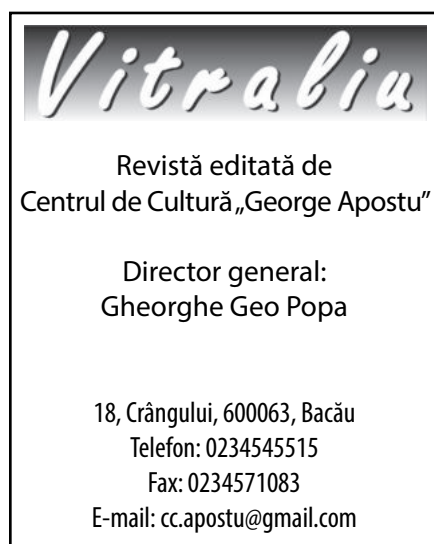 Vitraliu
Revistă editată de
Centrul de Cultură „George Apostu”
Director general:
Gheorghe Geo Popa
18, Crângului, 600063, Bacău
Telefon: 0234545515
Fax: 0234571083
E-mail: cc.apostu@gmail.com